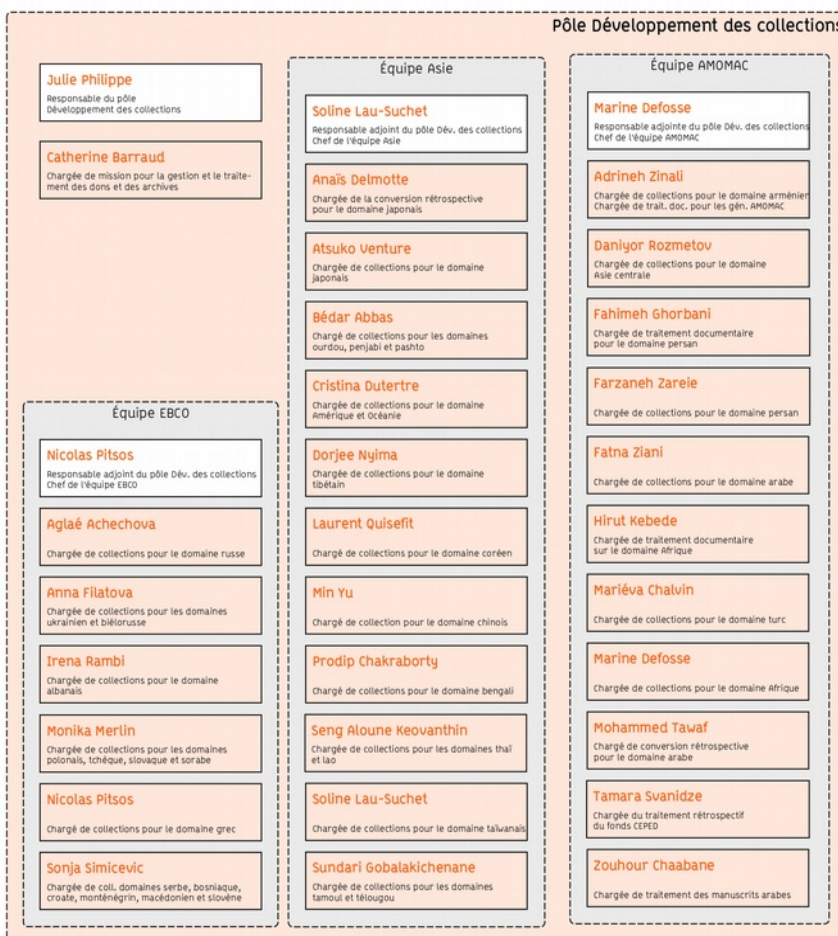 Pôle Développement des collections
Julie Philippe
Responsable du pôle
Développement des collections
Catherine Barraud
Chargée de mission pour la gestion et le traite-
ment des dons et des archives
Équipe EBCO
Nicolas Pitsos
Responsable adjoint du pôle Dév. des collections
Chef de l'équipe EBCO
Aglaé Achechova
Chargée de collections pour le domaine russe
Anna Filatova
Chargée de collections pour les domaines
ukrainien et biélorusse
Irena Rambi
Chargée de collections pour le domaine
albanais
Monika Merlin
Chargée de collections pour les domaines
polonais, tchèque, slovaque et sorabe
Nicolas Pitsos
Chargé de collections pour le domaine grec
Sonja Simicevic
Chargée de coll. domaines serbe, bosniaque,
croate, monténégrin, macédonien et slovène
Équipe Asie
Soline Lau-Suchet
Responsable adjoint du pôle Dév. des collections
Chef de l'équipe Asie
Anaïs Delmotte
Chargée de la conversion rétrospective
pour le domaine japonais
Atsuko Venture
Chargée de collections pour le domaine
japonais
Bédar Abbas
Chargé de collections pour les domaines
ourdou, penjabi et pashto
Cristina Dutertre
Chargée de collections pour le domaine
Amérique et Océanie
Dorjee Nyima
Chargée de collections pour le domaine
tibétain
Laurent Quisefit
Chargé de collections pour le domaine coréen
Min Yu
Chargé de collection pour le domaine chinois
Prodip Chakraborty
Chargé de collections pour le domaine bengali
Seng Aloune Keovanthin
Chargée de collections pour les domaines thaï
et lao
Soline Lau-Suchet
Chargée de collections pour le domaine taïwanais
Sundari Gobalakichenane
Chargée de collections pour les domaines
tamoul et télougou
Équipe AMOMAC
Marine Defosse
Responsable adjointe du pôle Dév. des collections
Chef de l'équipe AMOMAC
Adrineh Zinali
Chargée de collections pour le domaine arménien
Chargée de trait. doc. pour les gén. AMOMAC
Daniyor Rozmetov
Chargée de collections pour le domaine
Asie centrale
Fahimeh Ghorbani
Chargée de traitement documentaire
pour le domaine persan
Farzaneh Zareie
Chargée de collections pour le domaine persan
Fatna Ziani
Chargée de collections pour le domaine arabe
Hirut Kebede
Chargée de traitement documentaire
sur le domaine Afrique
Mariéva Chalvin
Chargée de collections pour le domaine turc
Marine Defosse
Chargée de collections pour le domaine Afrique
Mohammed Tawaf
Chargé de conversion rétrospective
pour le domaine arabe
Tamara Svanidze
Chargée du traitement rétrospectif
du fonds CEPED
Zouhour Chaabane
Chargée de traitement des manuscrits arabes